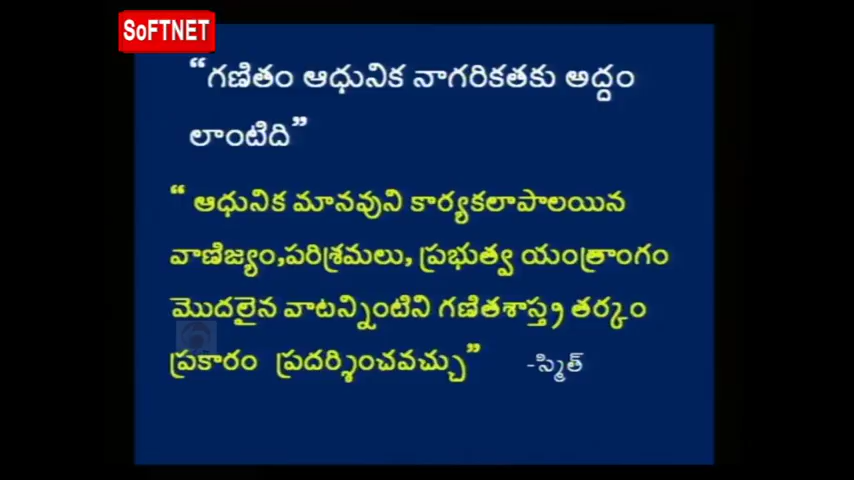 SoFTNET
“గణితం ఆధునిక నాగరికతకు అద్దం
లాంటిది”
“ ఆధునిక మానవుని కార్యకలాపాలయిన
వాణిజ్యం,పరిశ్రమలు, ప్రభుత్వ యంత్రాంగం
మొదలైన వాటన్నింటిని గణితశాస్త్ర తర్కం
ప్రకారం ప్రదర్శించవచ్చు” -స్మిత్